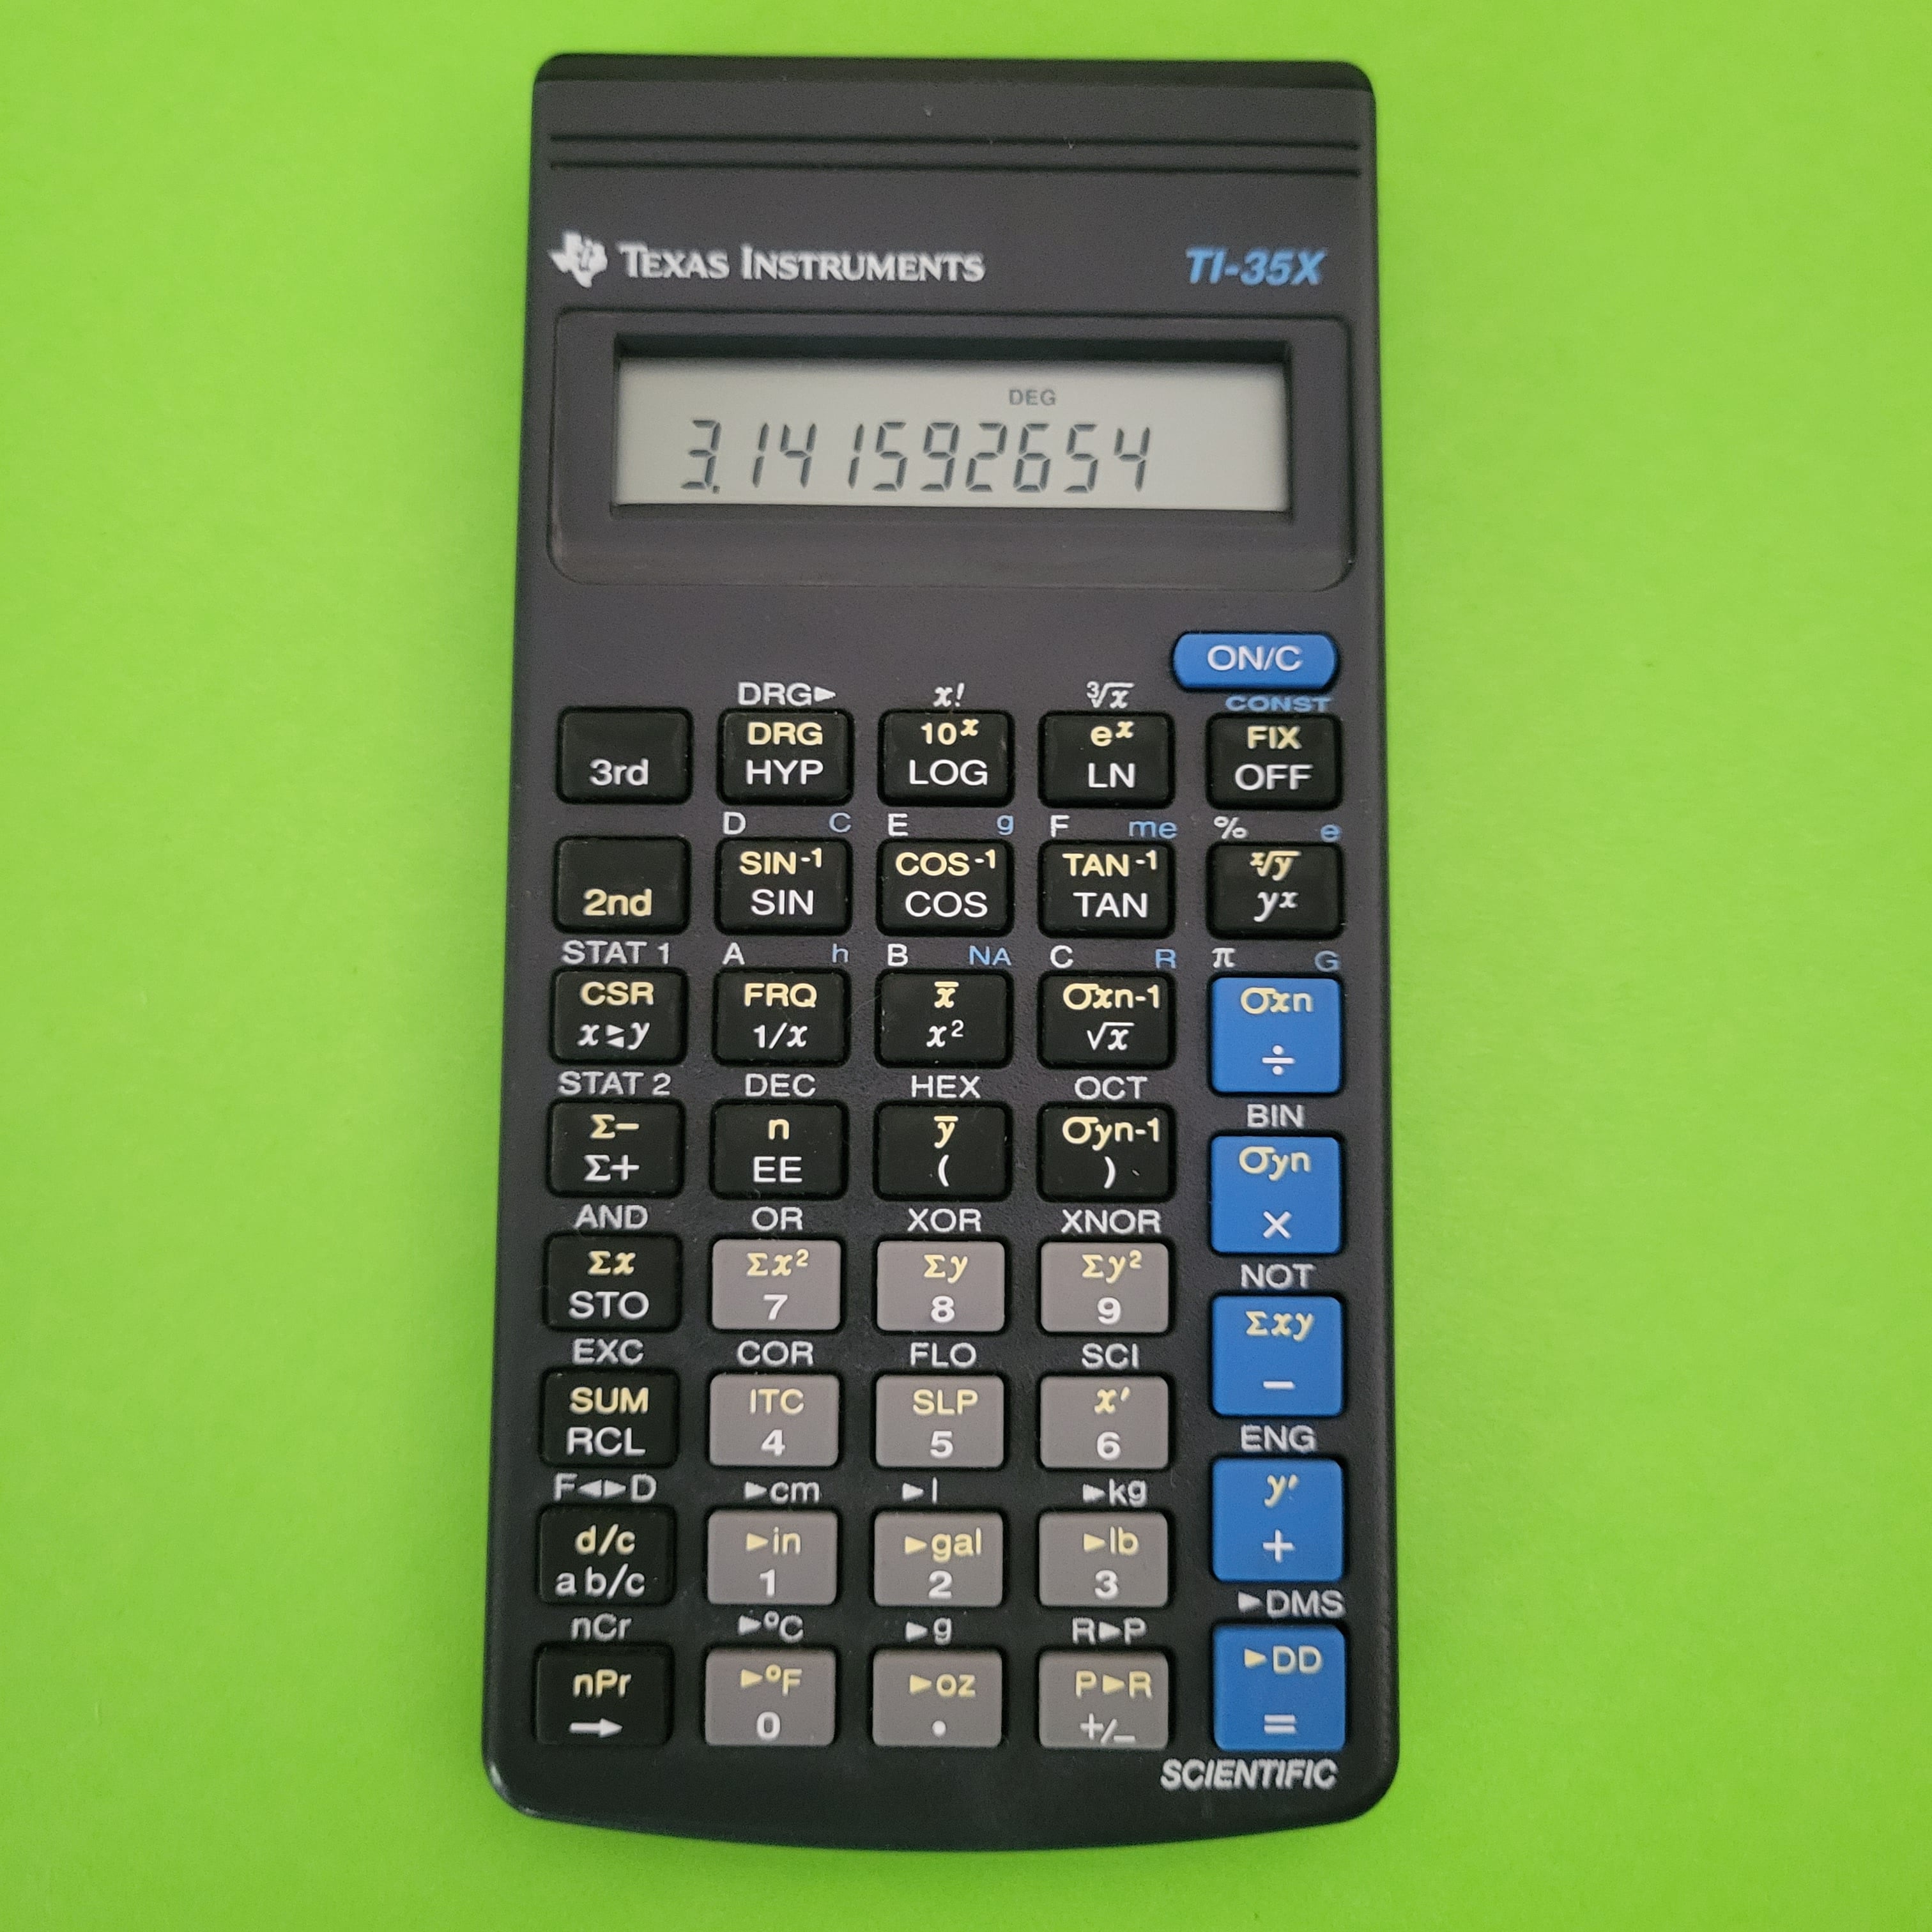 TEXAS INSTRUMENTS TI-35X
DEG
3.141592654
ON/C
DRG► x! ³√x CONST
DRG 10ˣ eˣ FIX
3rd HYP LOG LN OFF
D C E g F me % e
SIN⁻¹ COS⁻¹ TAN⁻¹ ˣ√y
2nd SIN COS TAN yˣ
STAT 1 A h B NA C R π G
CSR FRQ x̅ σxn-1 σxn
x⇄y 1/x x² √x ÷
STAT 2 DEC HEX OCT BIN
Σ− n y̅ σyn-1 σyn
Σ+ EE ( ) ×
AND OR XOR XNOR NOT
Σx Σx² Σy Σy² Σxy
STO 7 8 9 −
EXC COR FLO SCI ENG
SUM ITC SLP x′ y′
RCL 4 5 6 +
F◄►D ►cm ►l ►kg ►DMS
d/c ►in ►gal ►lb ►DD
a b/c 1 2 3 =
nCr ►°C ►g R►P
nPr ►°F ►oz P►R
→ 0 . +/−
SCIENTIFIC